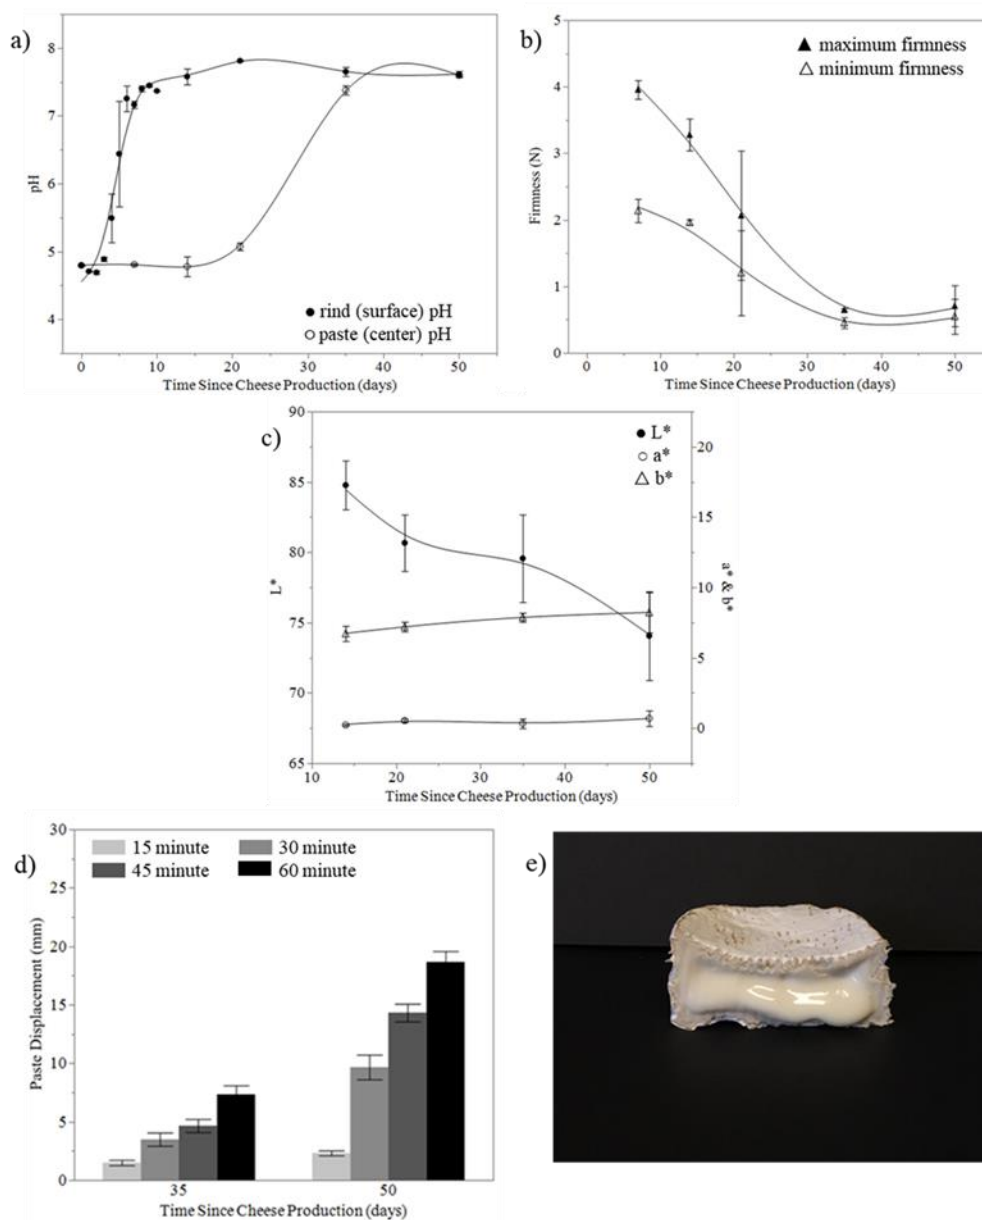 a)
8
7
6
5
4
pH
rind (surface) pH
paste (center) pH
0
10
20
30
40
50
Time Since Cheese Production (days)
b)
5
4
3
2
1
0
Firmness (N)
maximum firmness
minimum firmness
0
10
20
30
40
50
Time Since Cheese Production (days)
c)
90
85
80
75
70
65
L*
L*
a*
b*
20
15
10
5
0
a* & b*
10
20
30
40
50
Time Since Cheese Production (days)
d)
30
25
20
15
10
5
0
Paste Displacement (mm)
15 minute
30 minute
45 minute
60 minute
35
50
Time Since Cheese Production (days)
e)